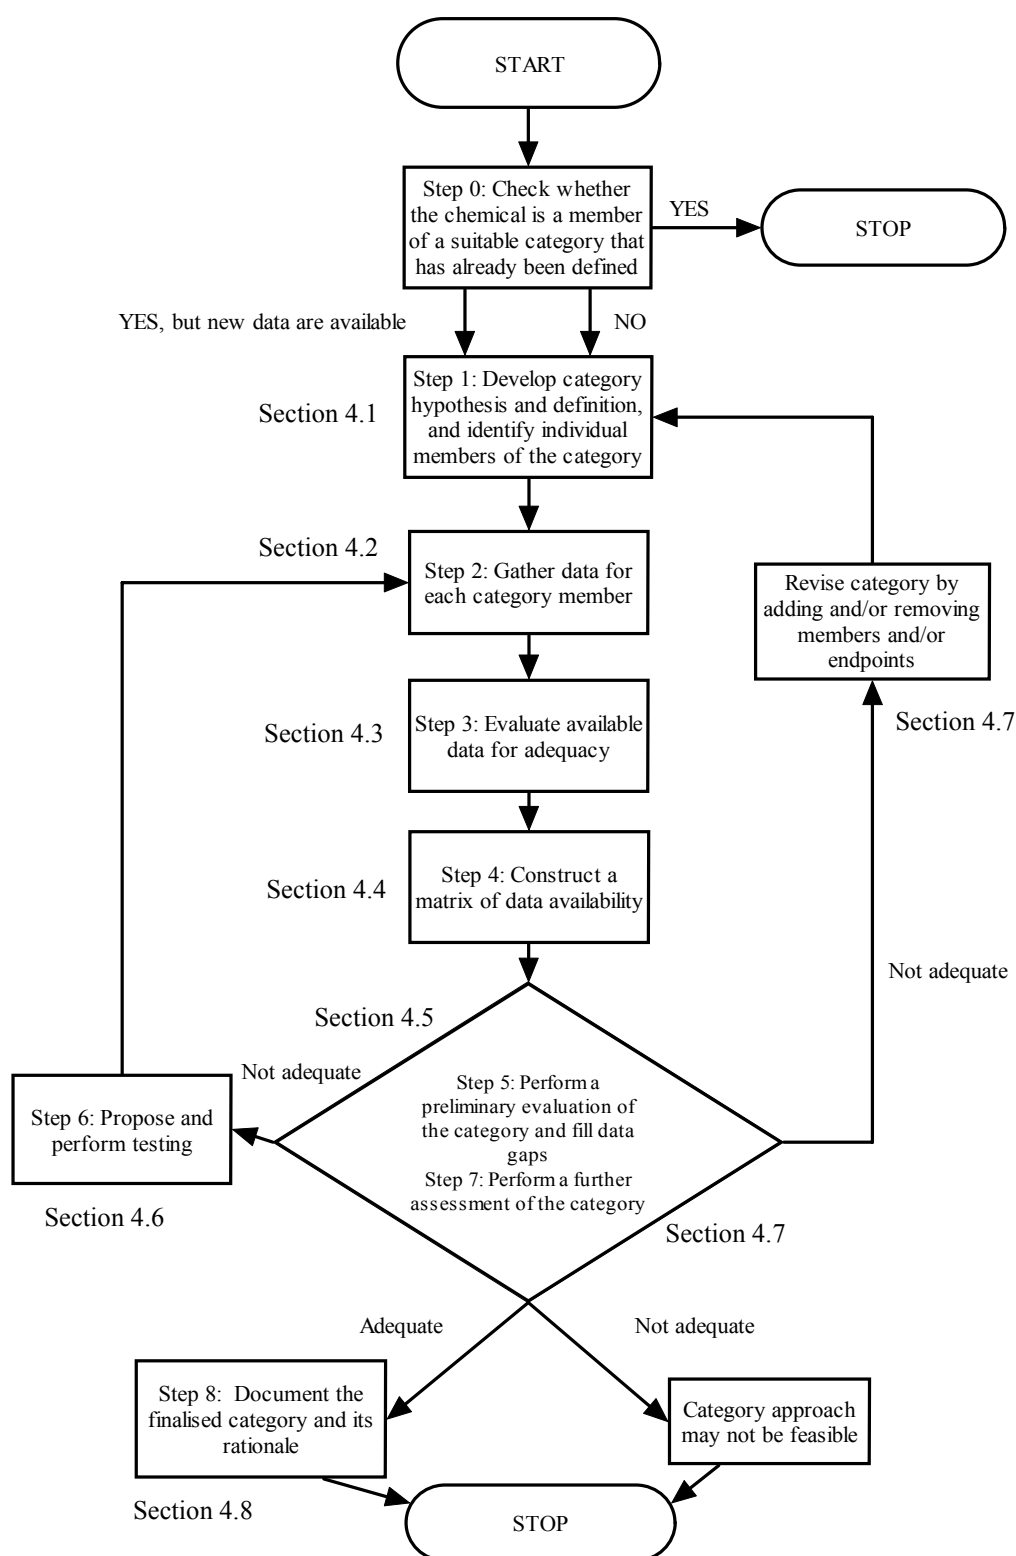 START
Step 0: Check whether
the chemical is a member
of a suitable category that
has already been defined
YES
STOP
YES, but new data are available
NO
Section 4.1
Step 1: Develop category
hypothesis and definition,
and identify individual
members of the category
Section 4.2
Step 2: Gather data for
each category member
Revise category by
adding and/or removing
members and/or
endpoints
Section 4.3
Step 3: Evaluate available
data for adequacy
Section 4.7
Section 4.4
Step 4: Construct a
matrix of data availability
Not adequate
Section 4.5
Not adequate
Step 5: Perform a
preliminary evaluation of
the category and fill data
gaps
Step 7: Perform a further
assessment of the category
Step 6: Propose and
perform testing
Section 4.6
Section 4.7
Adequate
Not adequate
Step 8: Document the
finalised category and its
rationale
Category approach
may not be feasible
Section 4.8
STOP